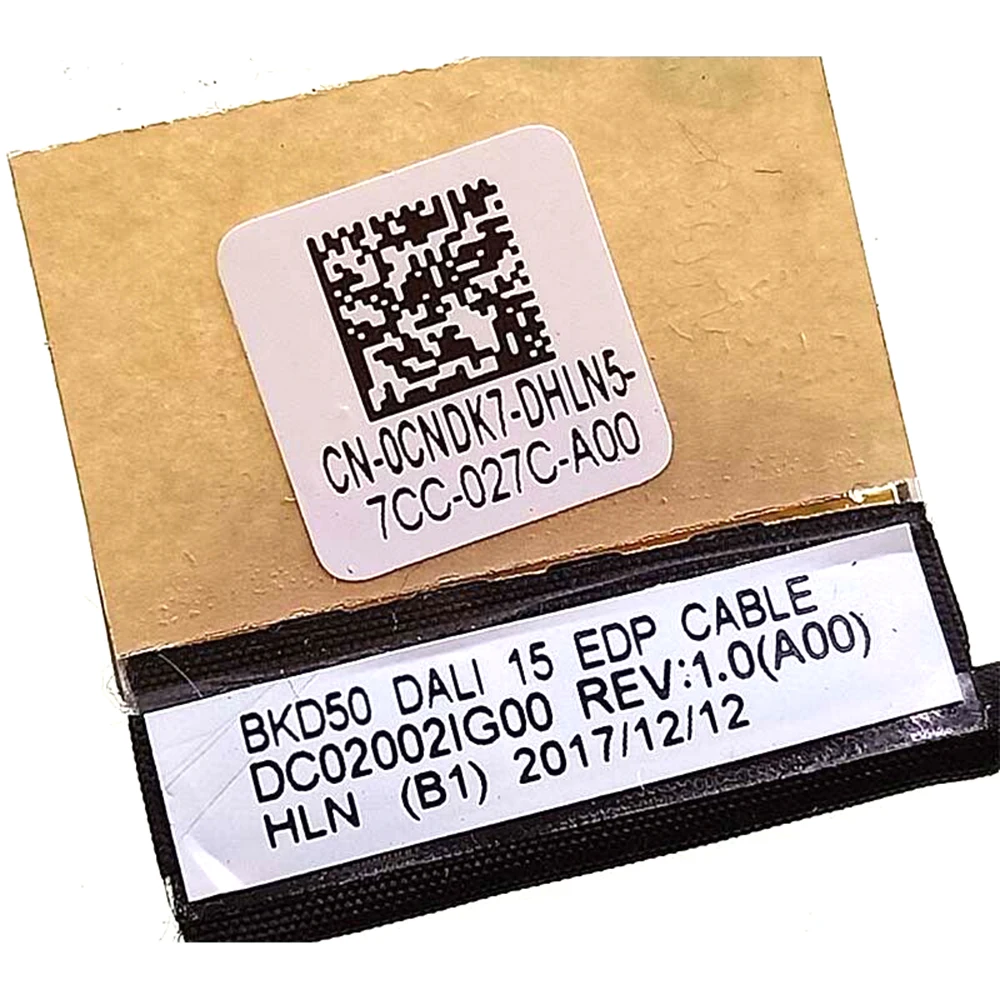 CN-0CNDK7-DHLN5-
7CC-027C-A00
BKD50 DALI 15 EDP CABLE
DC02002IG00 REV:1.0(A00)
HLN (B1) 2017/12/12